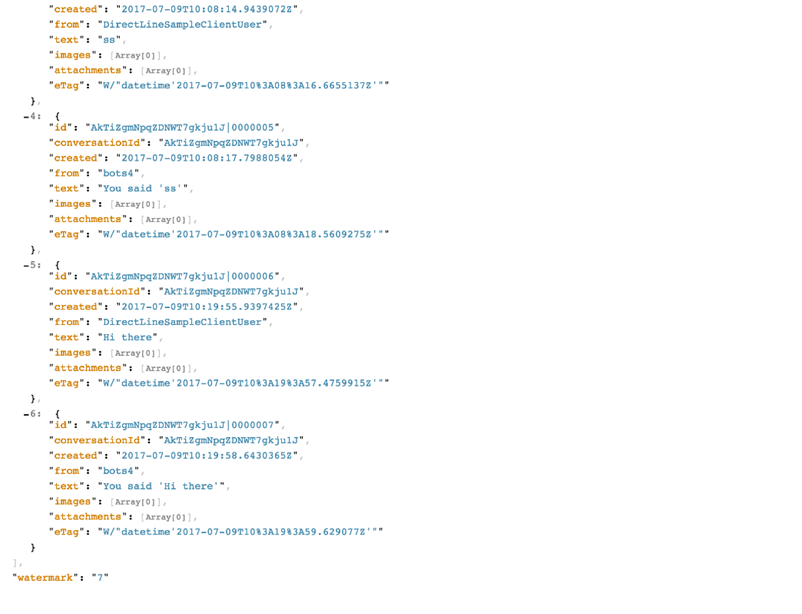 "created": "2017-07-09T10:08:14.9439072Z",
"from": "DirectLineSampleClientUser",
"text": "ss",
"images": [Array[0]],
"attachments": [Array[0]],
"eTag": "W/"datetime'2017-07-09T10%3A08%3A16.6655137Z'""
},
-4: {
"id": "AkTiZgmNpqZDNWT7gkju1J|0000005",
"conversationId": "AkTiZgmNpqZDNWT7gkju1J",
"created": "2017-07-09T10:08:17.7988054Z",
"from": "bots4",
"text": "You said 'ss'",
"images": [Array[0]],
"attachments": [Array[0]],
"eTag": "W/"datetime'2017-07-09T10%3A08%3A18.5609275Z'""
},
-5: {
"id": "AkTiZgmNpqZDNWT7gkju1J|0000006",
"conversationId": "AkTiZgmNpqZDNWT7gkju1J",
"created": "2017-07-09T10:19:55.9397425Z",
"from": "DirectLineSampleClientUser",
"text": "Hi there",
"images": [Array[0]],
"attachments": [Array[0]],
"eTag": "W/"datetime'2017-07-09T10%3A19%3A57.4759915Z'""
},
-6: {
"id": "AkTiZgmNpqZDNWT7gkju1J|0000007",
"conversationId": "AkTiZgmNpqZDNWT7gkju1J",
"created": "2017-07-09T10:19:58.6430365Z",
"from": "bots4",
"text": "You said 'Hi there'",
"images": [Array[0]],
"attachments": [Array[0]],
"eTag": "W/"datetime'2017-07-09T10%3A19%3A59.629077Z'""
}
],
"watermark": "7"